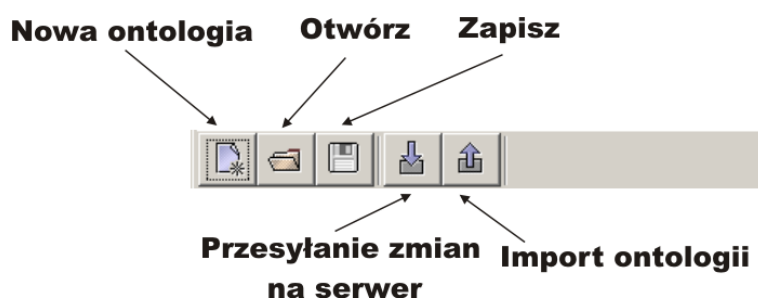 Nowa ontologia
Otwórz
Zapisz
Przesyłanie zmian
na serwer
Import ontologii